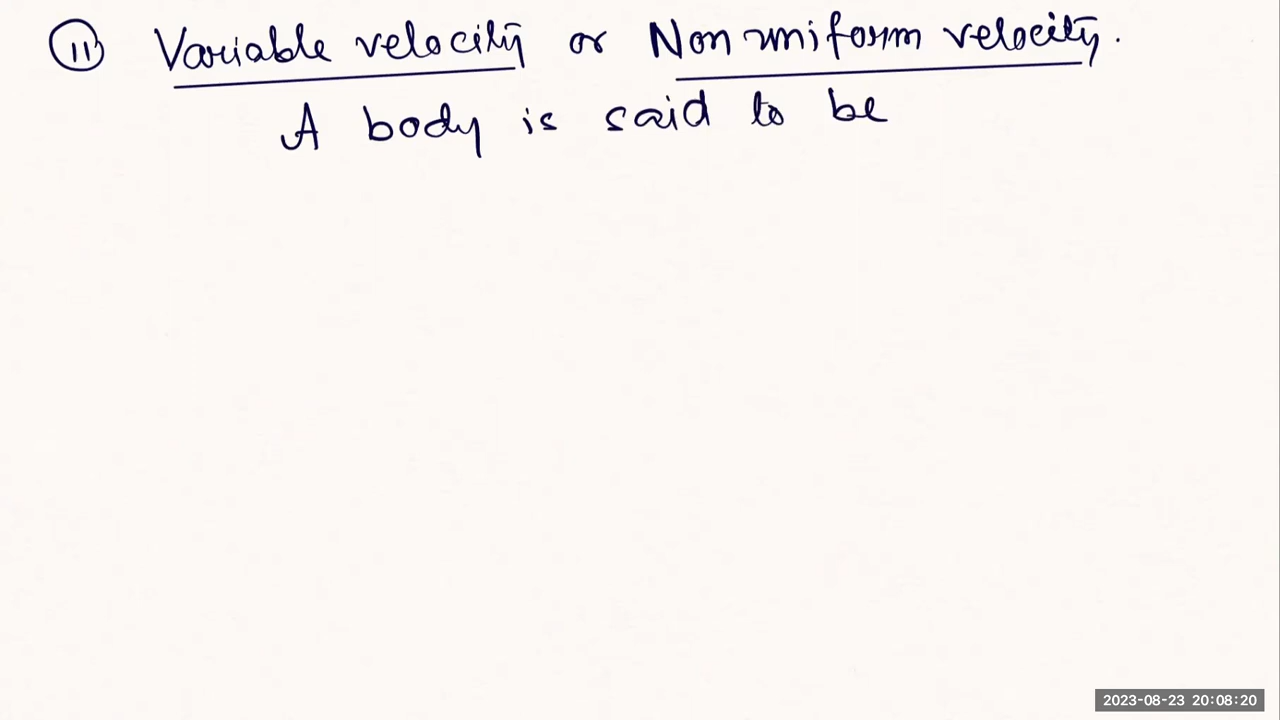 (11) Variable velocity or Non uniform velocity.
A body is said to be
2023-08-23 20:08:20